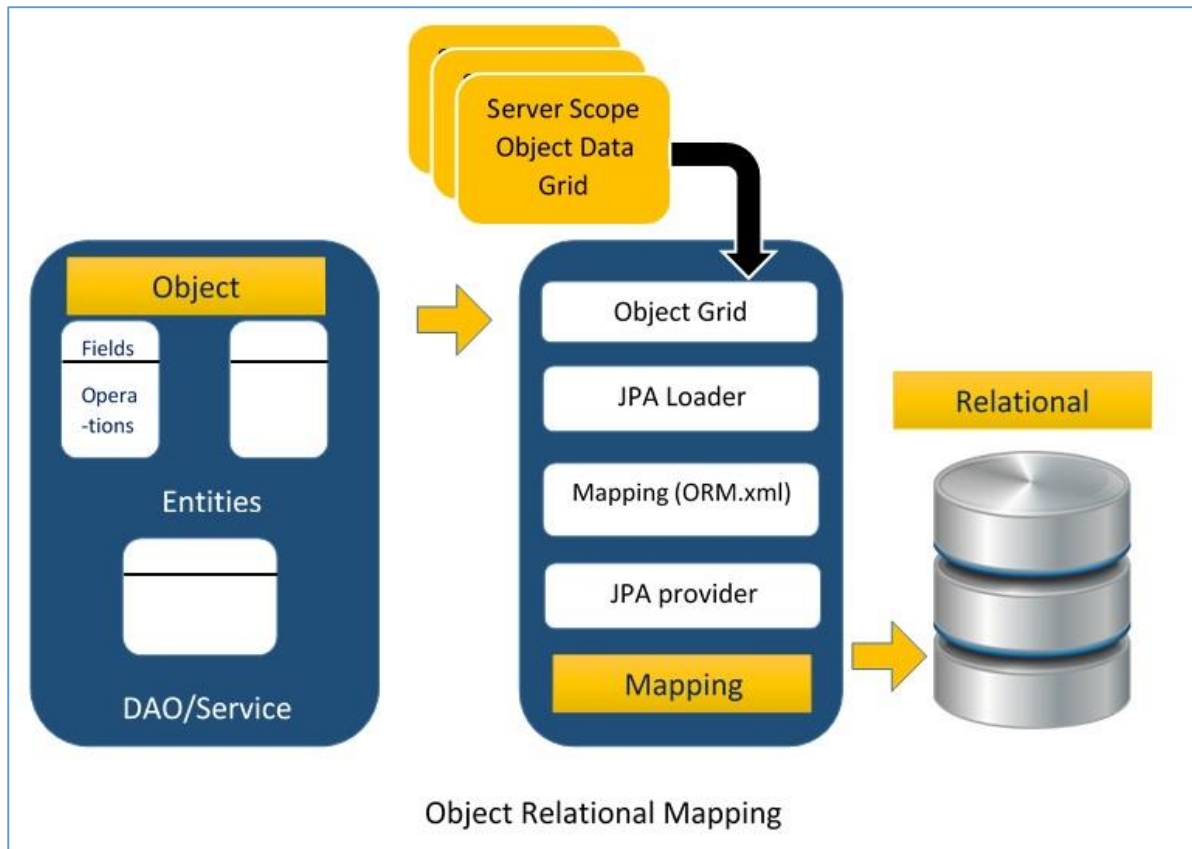 Server Scope
Object Data
Grid
Object
Fields
Opera
-tions
Entities
DAO/Service
Object Grid
JPA Loader
Mapping (ORM.xml)
JPA provider
Mapping
Relational
Object Relational Mapping